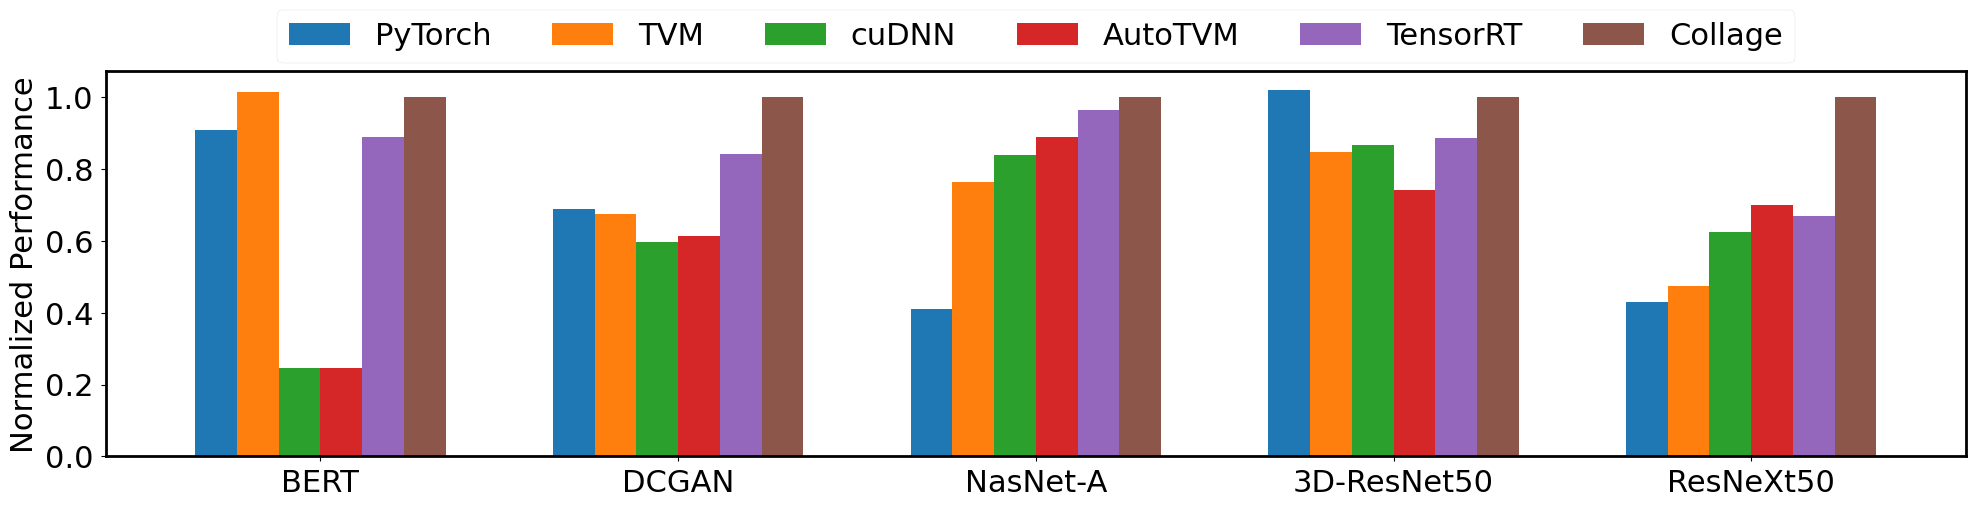 PyTorch TVM cuDNN AutoTVM TensorRT Collage
Normalized Performance
1.0
0.8
0.6
0.4
0.2
0.0
BERT DCGAN NasNet-A 3D-ResNet50 ResNeXt50